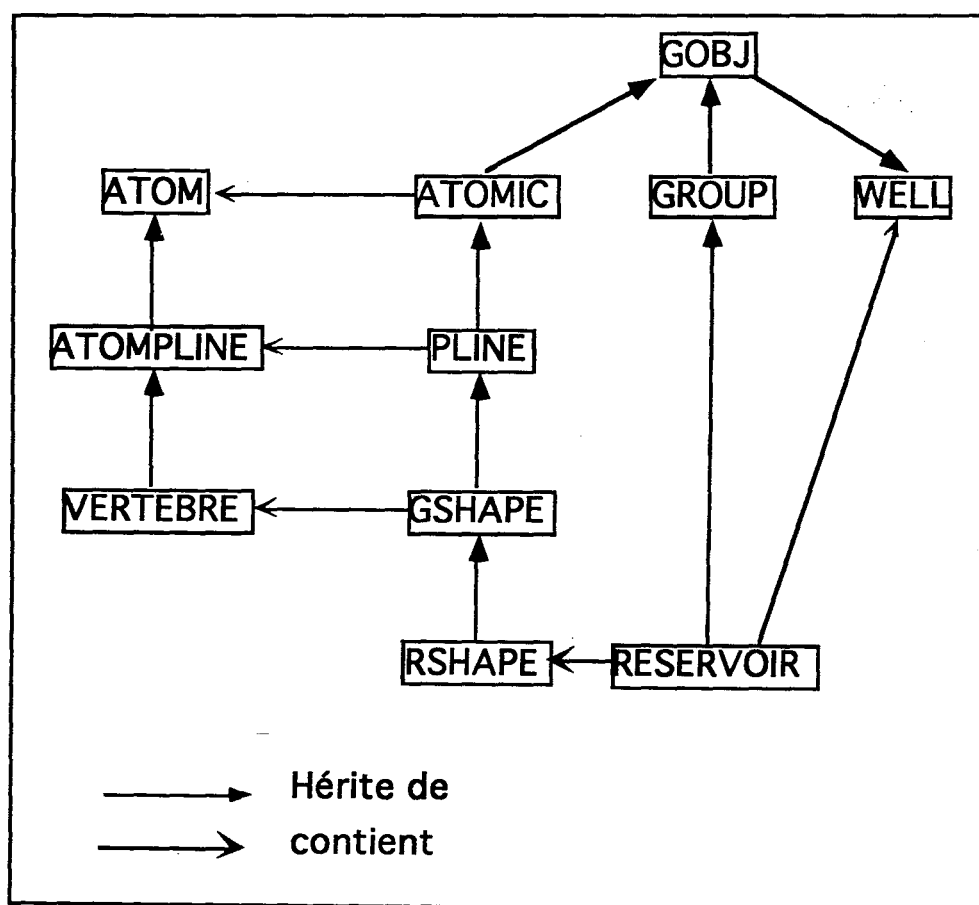 GOBJ
ATOM
ATOMIC
GROUP
WELL
ATOMPLINE
PLINE
VERTEBRE
GSHAPE
RSHAPE
RESERVOIR
Hérite de
contient